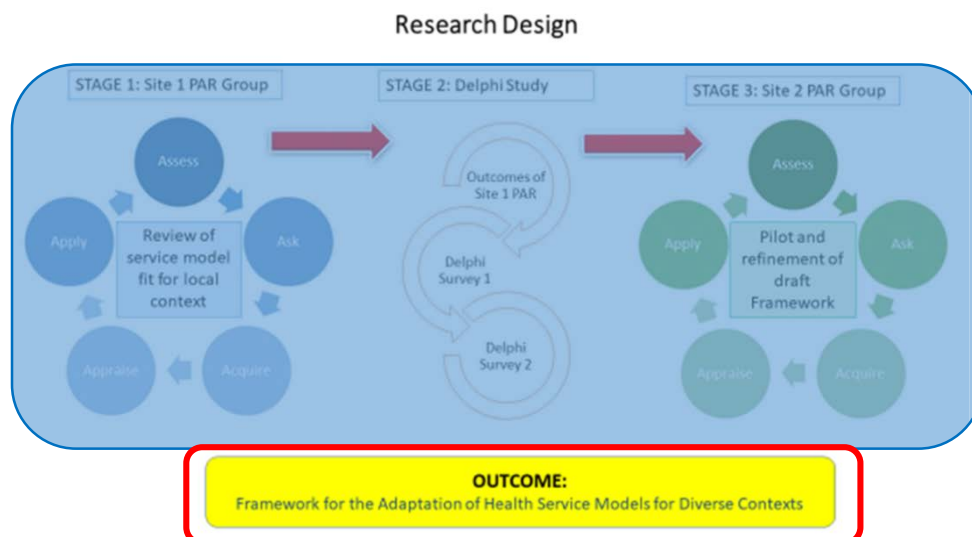 Research Design
STAGE 1: Site 1 PAR Group
STAGE 2: Delphi Study
STAGE 3: Site 2 PAR Group
Assess
Ask
Acquire
Appraise
Apply
Review of
service model
fit for local
context
Outcomes of
Site 1 PAR
Delphi
Survey 1
Delphi
Survey 2
Assess
Ask
Acquire
Appraise
Apply
Pilot and
refinement of
draft
Framework
OUTCOME:
Framework for the Adaptation of Health Service Models for Diverse Contexts